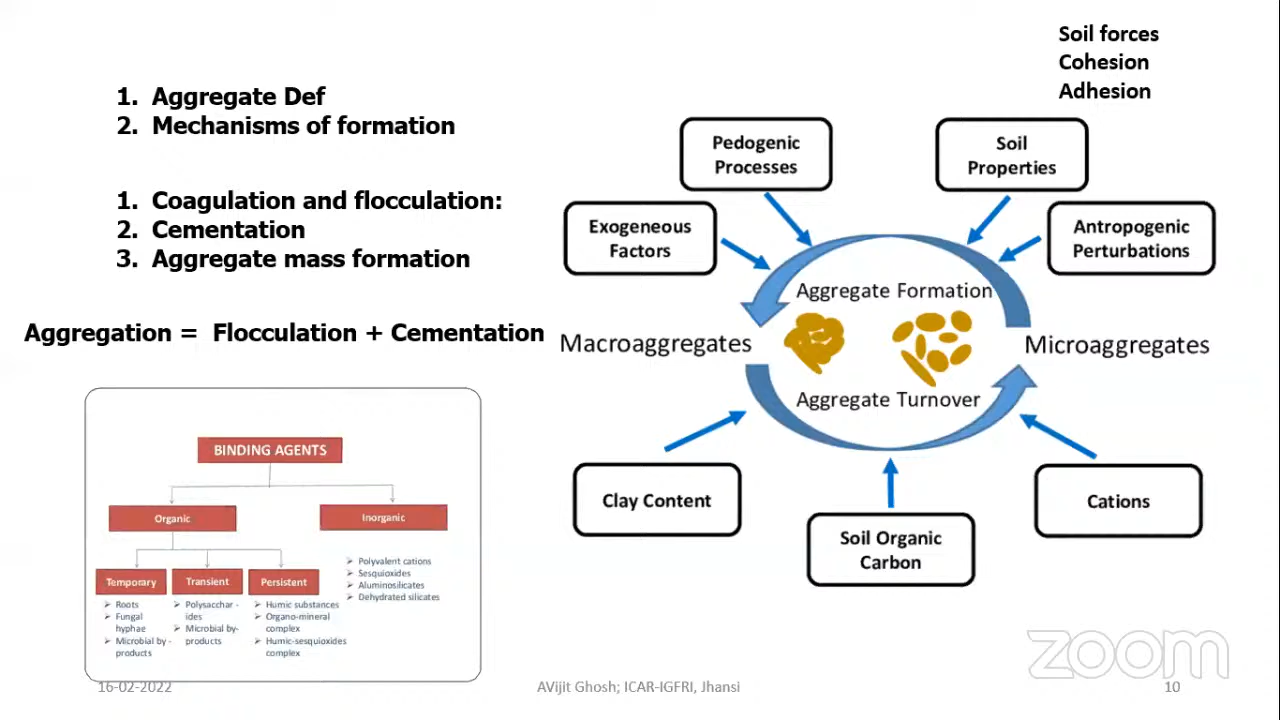 Soil forces
Cohesion
Adhesion
1. Aggregate Def
2. Mechanisms of formation
1. Coagulation and flocculation:
2. Cementation
3. Aggregate mass formation
Aggregation = Flocculation + Cementation
BINDING AGENTS
Organic
Inorganic
Temporary
Transient
Persistent
➢ Roots
➢ Fungal
hyphae
➢ Microbial by -
products
➢ Polysacchar -
ides
➢ Microbial by-
products
➢ Humic substances
➢ Organo-mineral
complex
➢ Humic-sesquioxides
complex
➢ Polyvalent cations
➢ Sesquioxides
➢ Aluminosilicates
➢ Dehydrated silicates
Pedogenic
Processes
Soil
Properties
Exogeneous
Factors
Antropogenic
Perturbations
Aggregate Formation
Macroaggregates
Microaggregates
Aggregate Turnover
Clay Content
Soil Organic
Carbon
Cations
zoom
16-02-2022
AVijit Ghosh; ICAR-IGFRI, Jhansi
10